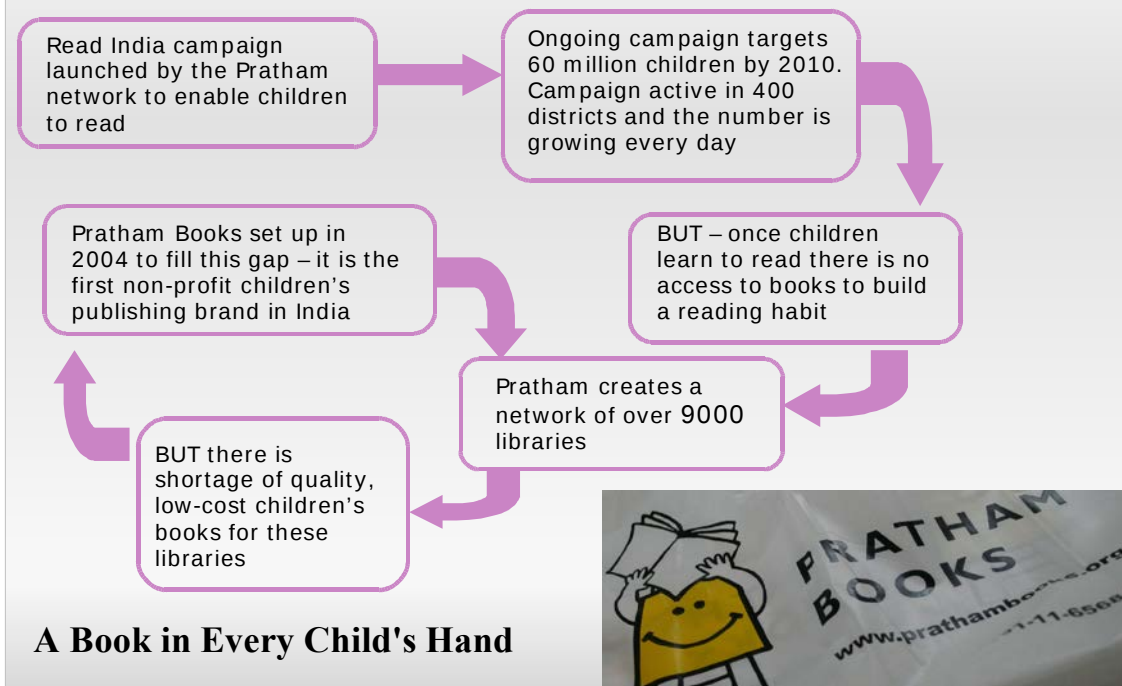 Read India campaign
launched by the Pratham
network to enable children
to read
Ongoing campaign targets
60 million children by 2010.
Campaign active in 400
districts and the number is
growing every day
BUT – once children
learn to read there is no
access to books to build
a reading habit
Pratham creates a
network of over 9000
libraries
BUT there is
shortage of quality,
low-cost children's
books for these
libraries
Pratham Books set up in
2004 to fill this gap – it is the
first non-profit children's
publishing brand in India
A Book in Every Child's Hand
PRATHAM
BOOKS
www.prathambooks.org